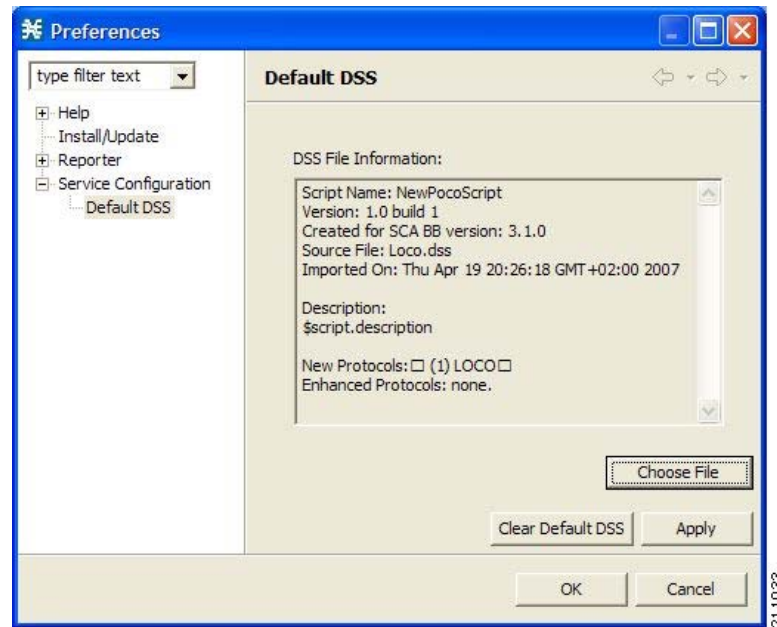 Preferences
type filter text
Default DSS
Help
Install/Update
Reporter
Service Configuration
Default DSS
DSS File Information:
Script Name: NewPocoScript
Version: 1.0 build 1
Created for SCA BB version: 3.1.0
Source File: Loco.dss
Imported On: Thu Apr 19 20:26:18 GMT+02:00 2007
Description:
$script.description
New Protocols:□ (1) LOCO□
Enhanced Protocols: none.
Choose File
Clear Default DSS
Apply
OK
Cancel